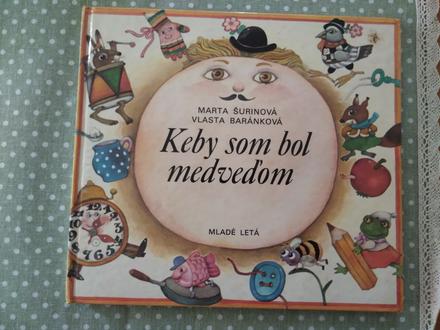 MARTA ŠURINOVÁ
VLASTA BARÁNKOVÁ
Keby som bol
medveďom
MLADÉ LETÁ